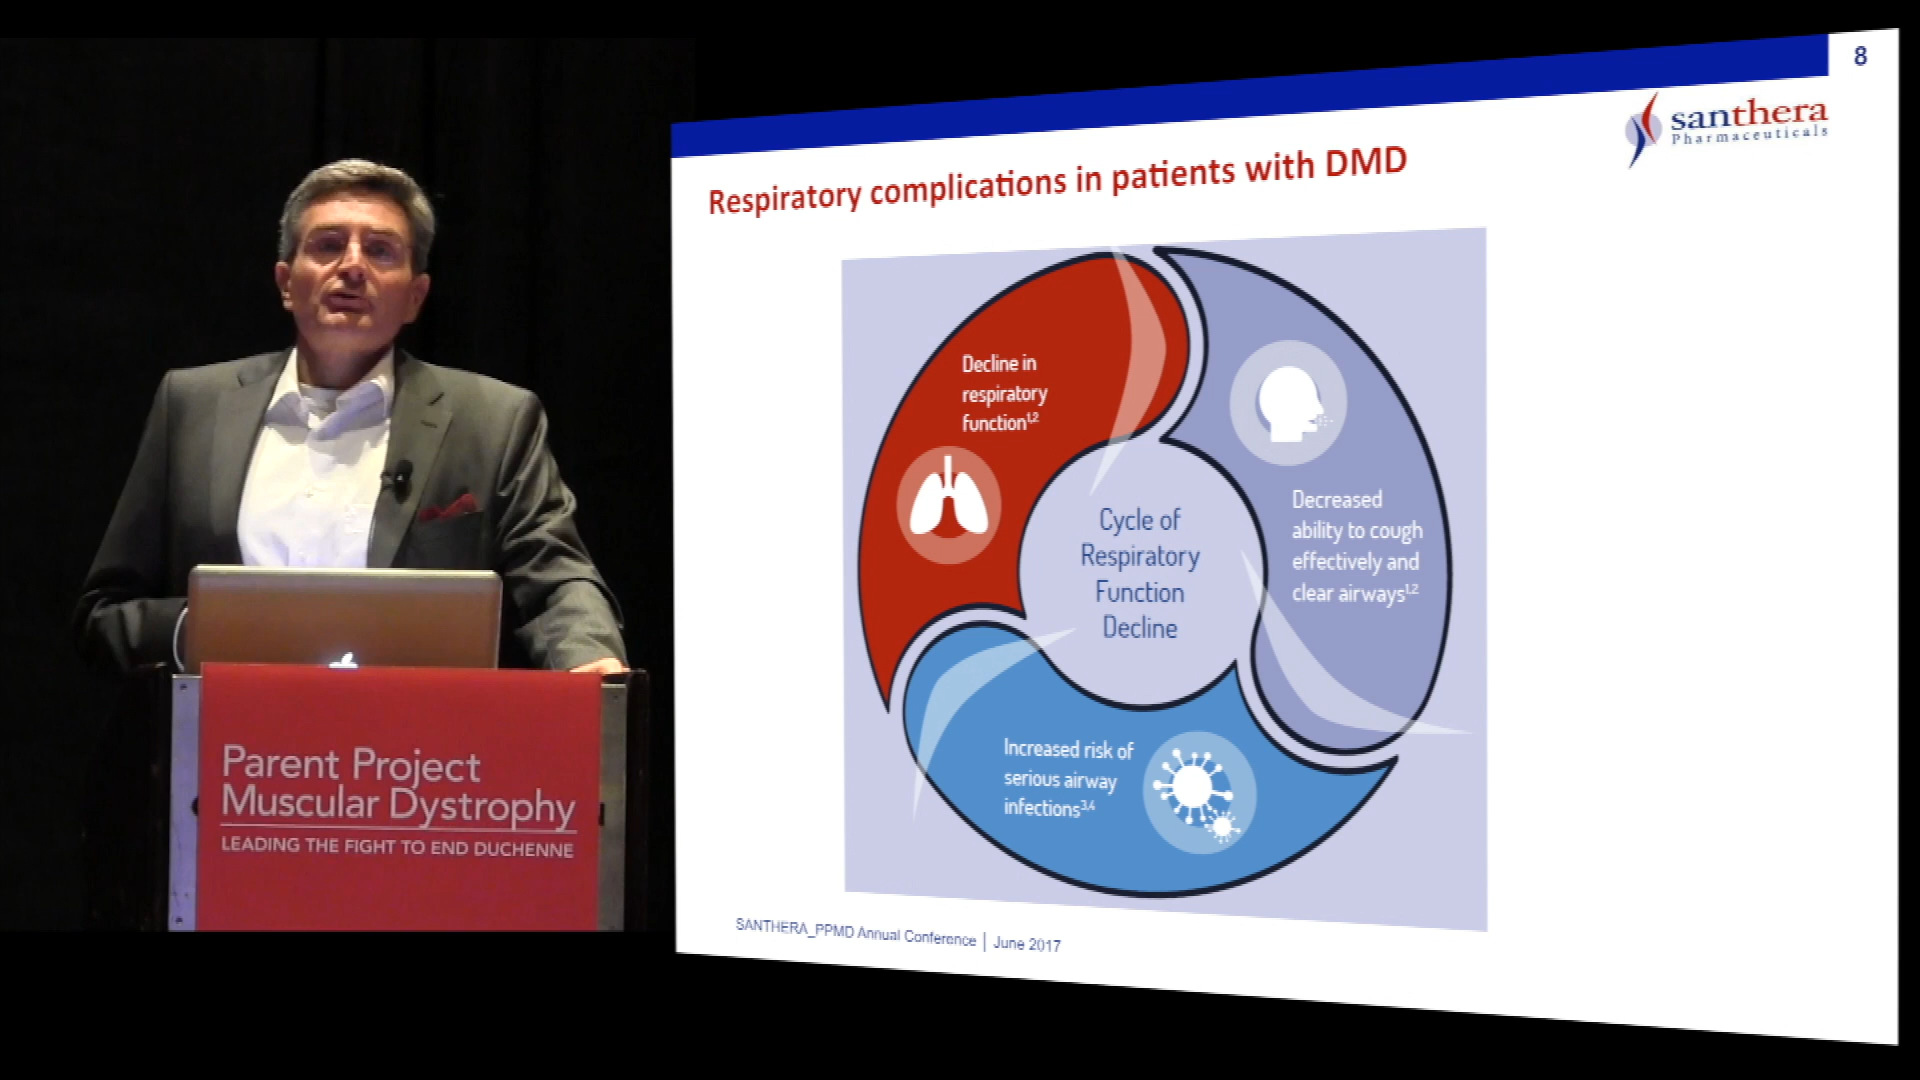 8
santhera
Pharmaceuticals
Respiratory complications in patients with DMD
Decline in
respiratory
function1,2
Decreased
ability to cough
effectively and
clear airways1,2
Cycle of
Respiratory
Function
Decline
Increased risk of
serious airway
infections3,4
SANTHERA_PPMD Annual Conference | June 2017
Parent Project
Muscular Dystrophy
LEADING THE FIGHT TO END DUCHENNE